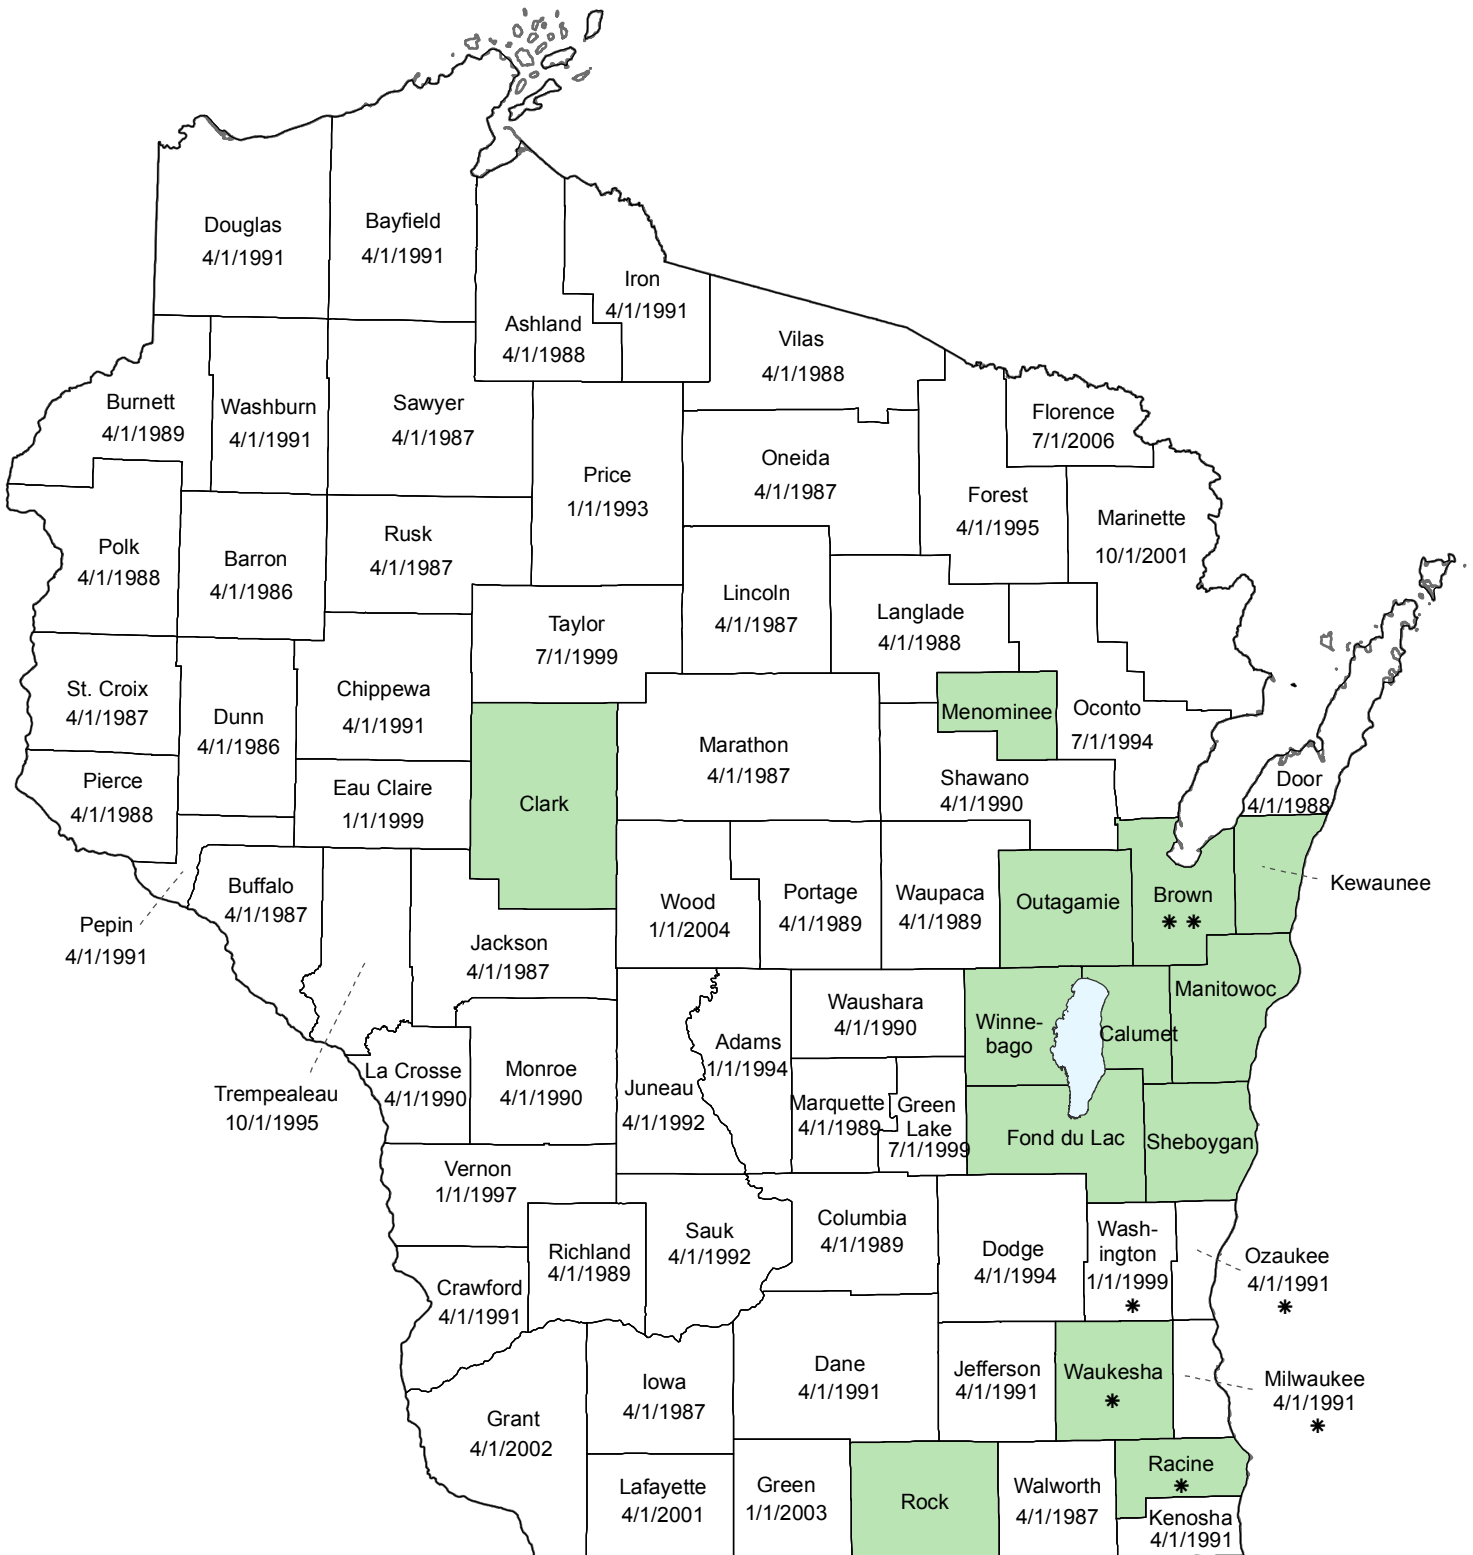 Douglas
4/1/1991
Bayfield
4/1/1991
Iron
4/1/1991
Ashland
4/1/1988
Vilas
4/1/1988
Burnett
4/1/1989
Washburn
4/1/1991
Sawyer
4/1/1987
Florence
7/1/2006
Price
1/1/1993
Oneida
4/1/1987
Forest
4/1/1995
Marinette
10/1/2001
Polk
4/1/1988
Barron
4/1/1986
Rusk
4/1/1987
Lincoln
4/1/1987
Langlade
4/1/1988
Taylor
7/1/1999
St. Croix
4/1/1987
Dunn
4/1/1986
Chippewa
4/1/1991
Menominee
Oconto
7/1/1994
Marathon
4/1/1987
Shawano
4/1/1990
Door
4/1/1988
Pierce
4/1/1988
Eau Claire
1/1/1999
Clark
Kewaunee
Buffalo
4/1/1987
Pepin
4/1/1991
Wood
1/1/2004
Portage
4/1/1989
Waupaca
4/1/1989
Outagamie
Brown
* *
Jackson
4/1/1987
Manitowoc
Waushara
4/1/1990
Winne-
bago
Calumet
Adams
1/1/1994
Trempealeau
10/1/1995
La Crosse
4/1/1990
Monroe
4/1/1990
Juneau
4/1/1992
Marquette
4/1/1989
Green
Lake
7/1/1999
Fond du Lac
Sheboygan
Vernon
1/1/1997
Richland
4/1/1989
Sauk
4/1/1992
Columbia
4/1/1989
Dodge
4/1/1994
Wash-
ington
1/1/1999
*
Ozaukee
4/1/1991
*
Crawford
4/1/1991
Grant
4/1/2002
Iowa
4/1/1987
Dane
4/1/1991
Jefferson
4/1/1991
Waukesha
*
Milwaukee
4/1/1991
*
Lafayette
4/1/2001
Green
1/1/2003
Rock
Walworth
4/1/1987
Racine
*
Kenosha
4/1/1991